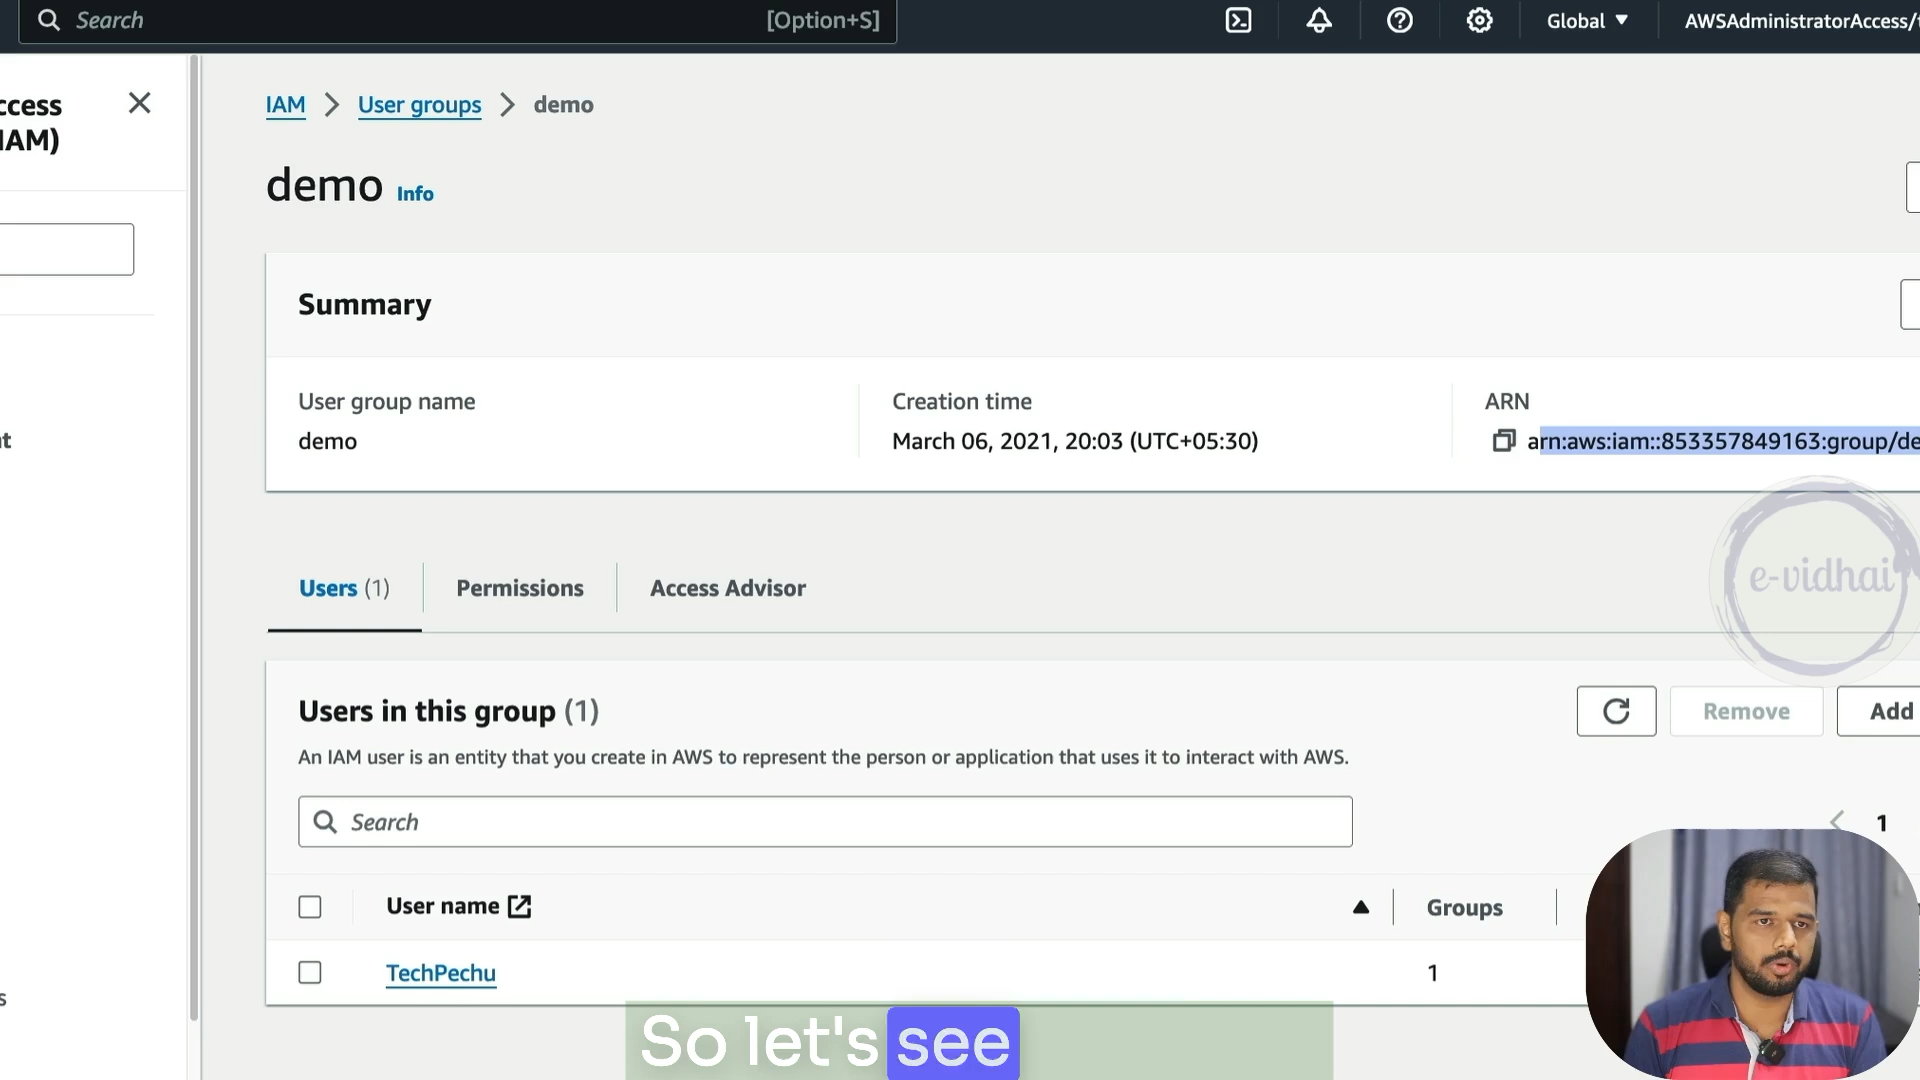 Search [Option+S] Global AWSAdministratorAccess/
ccess
IAM)
IAM User groups demo
demo Info
Summary
User group name Creation time ARN
demo March 06, 2021, 20:03 (UTC+05:30) arn:aws:iam::853357849163:group/de
nt
e-vidhai
Users (1) Permissions Access Advisor
Users in this group (1) Remove Add
An IAM user is an entity that you create in AWS to represent the person or application that uses it to interact with AWS.
Search 1
User name Groups
TechPechu 1
s
So let's see